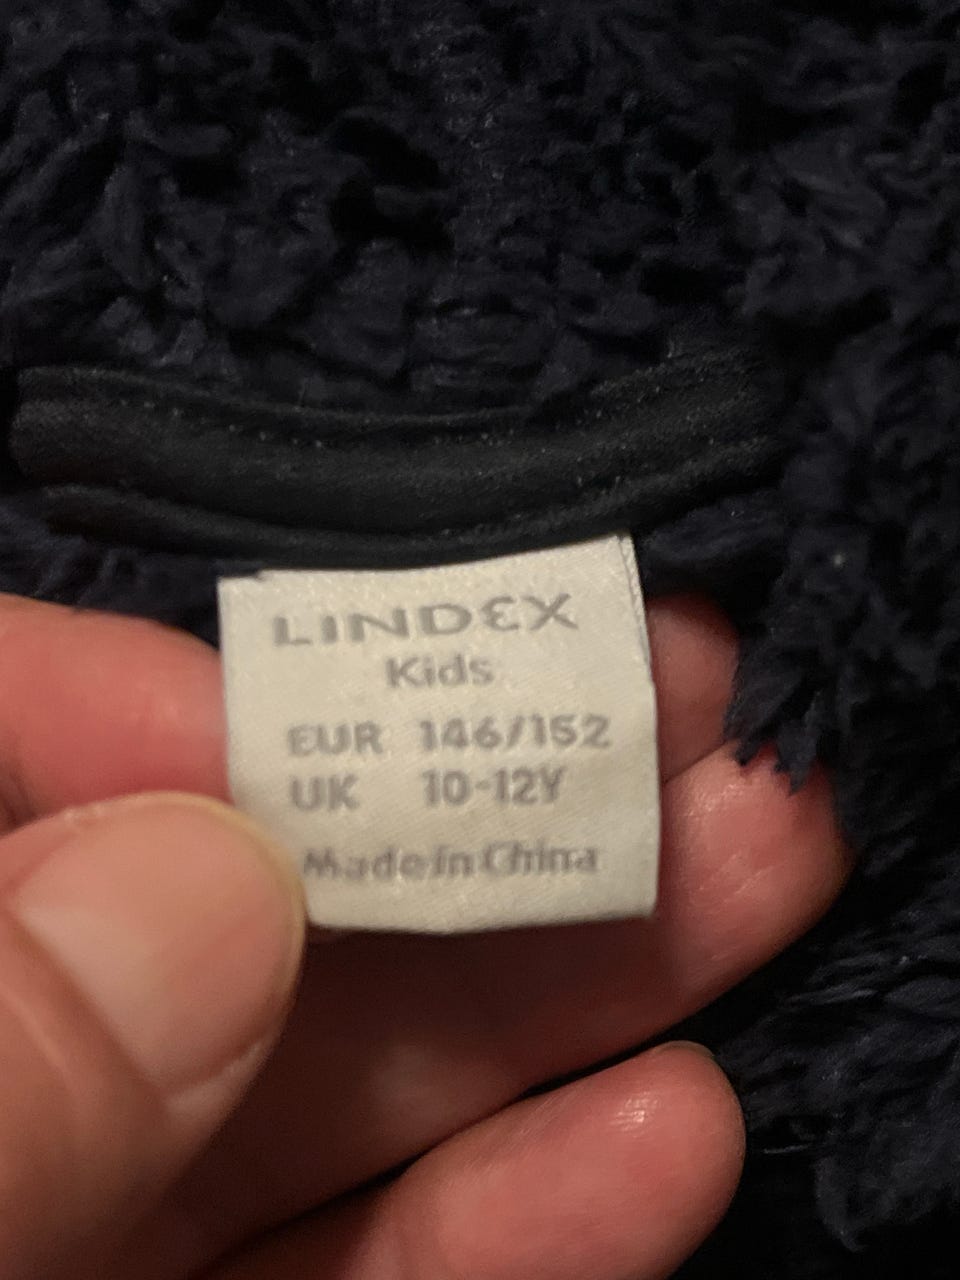 LINDEX
Kids
EUR 146/152
UK 10-12Y
Made in China